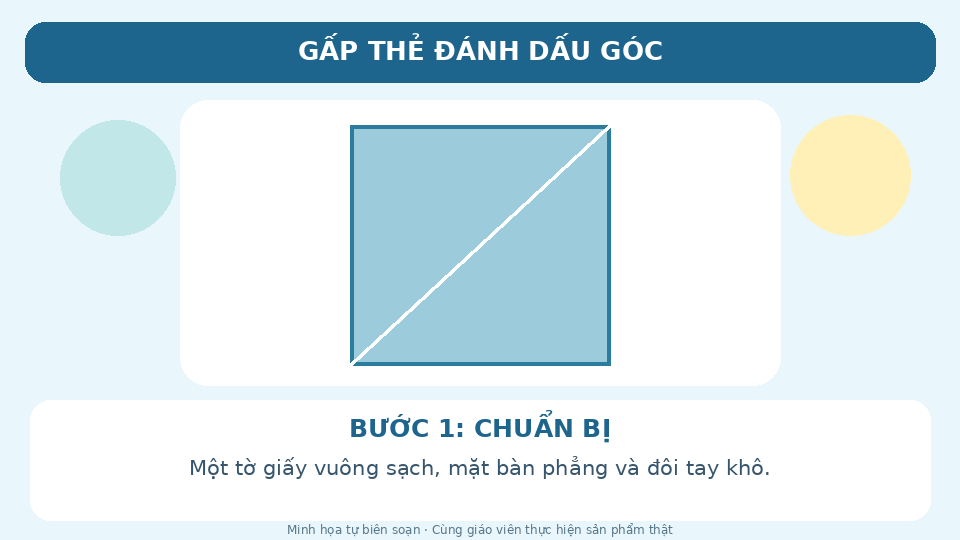 GẤP THẺ ĐÁNH DẤU GÓC
BƯỚC 1: CHUẨN BỊ
Một tờ giấy vuông sạch, mặt bàn phẳng và đôi tay khô.
Minh họa tự biên soạn · Cùng giáo viên thực hiện sản phẩm thật